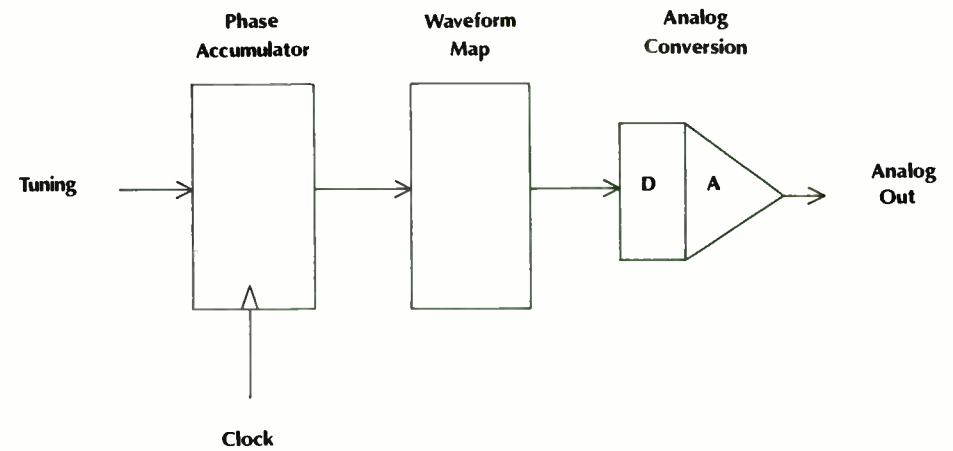 Phase
Accumulator
Waveform
Map
Analog
Conversion
Tuning
D
A
Analog
Out
Clock